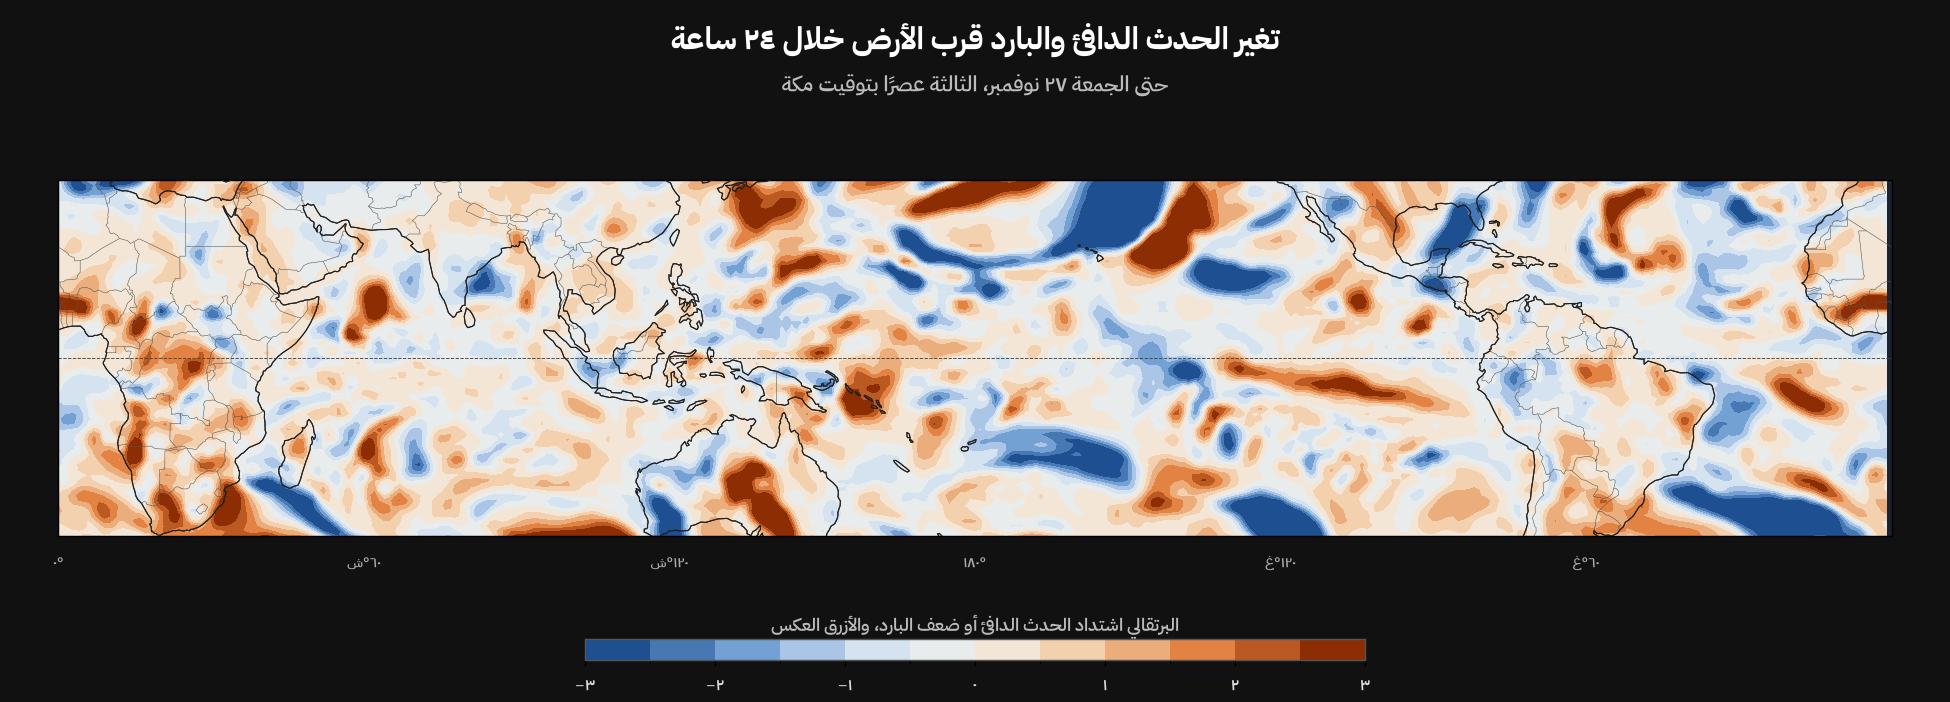 تغير الحدث الدافئ والبارد قرب الأرض خلال ٢٤ ساعة
حتى الجمعة ٢٧ نوفمبر، الثالثة عصرًا بتوقيت مكة
٠° ٦٠°ش ١٢٠°ش ١٨٠° ١٢٠°غ ٦٠°غ
البرتقالي اشتداد الحدث الدافئ أو ضعف البارد، والأزرق العكس
−٣ −٢ −١ ٠ ١ ٢ ٣